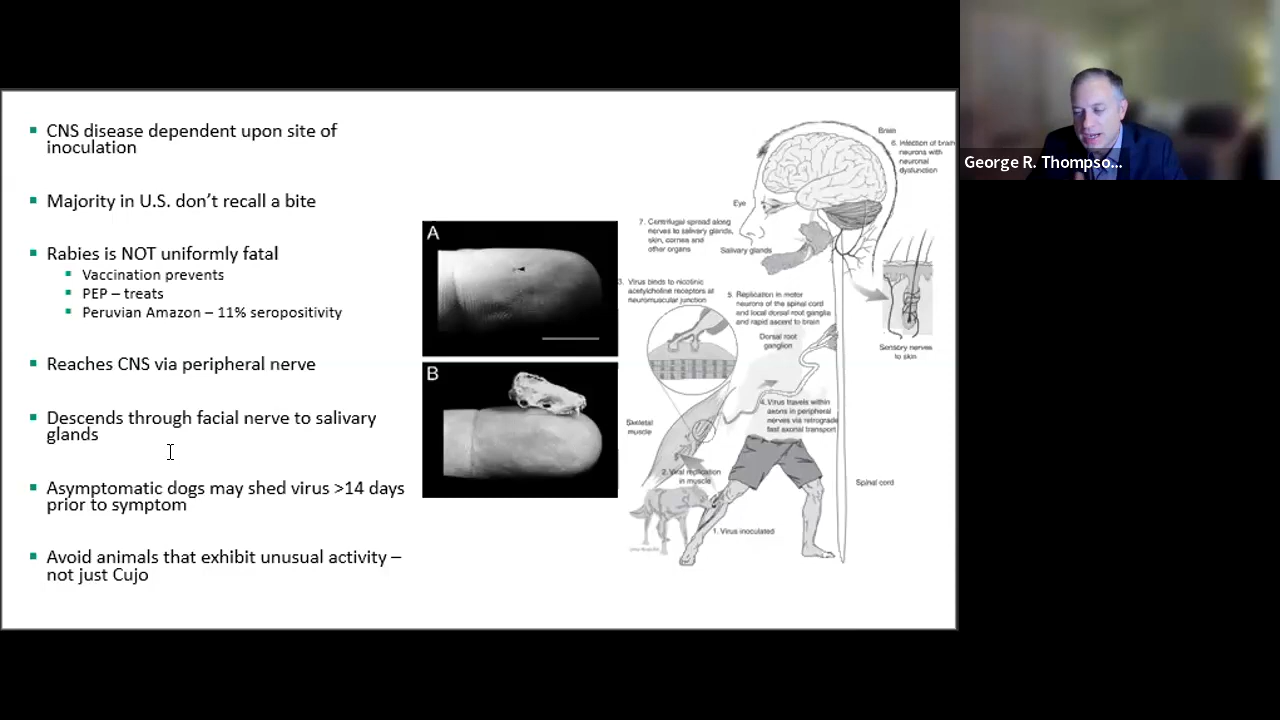 CNS disease dependent upon site of
inoculation
Majority in U.S. don't recall a bite
Rabies is NOT uniformly fatal
Vaccination prevents
PEP – treats
Peruvian Amazon – 11% seropositivity
Reaches CNS via peripheral nerve
Descends through facial nerve to salivary
glands
Asymptomatic dogs may shed virus >14 days
prior to symptom
Avoid animals that exhibit unusual activity –
not just Cujo
A
B
Brain
6. Infection of brain
neurons with
neuronal
dysfunction
Eye
7. Centrifugal spread along
nerves to salivary glands,
skin, cornea and
other organs
Salivary glands
3. Virus binds to nicotinic
acetylcholine receptors at
neuromuscular junction
5. Replication in motor
neurons of the spinal cord
and local dorsal root ganglia
and rapid ascent to brain
Dorsal root
ganglion
Sensory nerves
to skin
4. Virus travels within
axons in peripheral
nerves via retrograde
fast axonal transport
Skeletal
muscle
2. Viral replication
in muscle
Spinal cord
1. Virus inoculated
George R. Thompso...